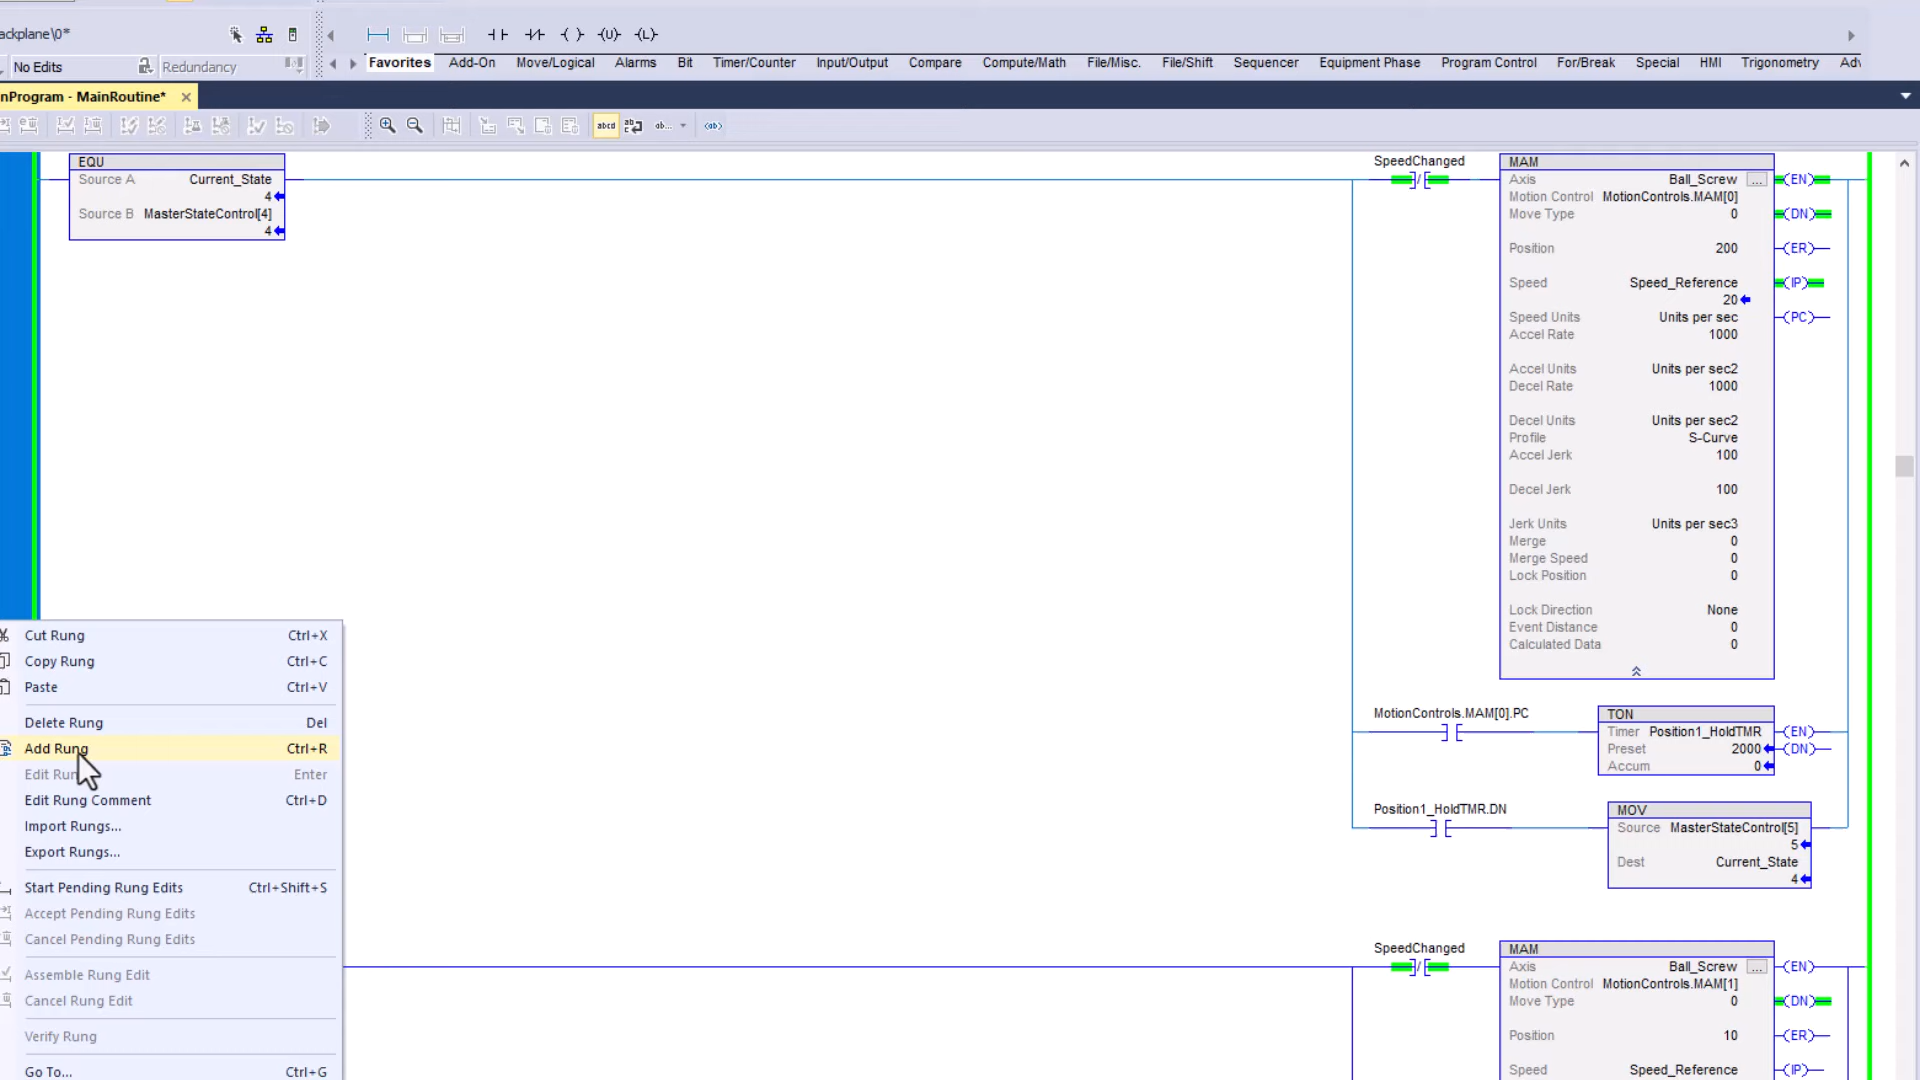 ackplane\0*
No Edits
Redundancy
Favorites Add-On Move/Logical Alarms Bit Timer/Counter Input/Output Compare Compute/Math File/Misc. File/Shift Sequencer Equipment Phase Program Control For/Break Special HMI Trigonometry Adv
nProgram - MainRoutine*
abcd ab...
EQU
Source A Current_State
4
Source B MasterStateControl[4]
4
SpeedChanged
MAM
Axis Ball_Screw ... (EN)
Motion Control MotionControls.MAM[0]
Move Type 0 (DN)
Position 200 (ER)
Speed Speed_Reference (IP)
20
Speed Units Units per sec (PC)
Accel Rate 1000
Accel Units Units per sec2
Decel Rate 1000
Decel Units Units per sec2
Profile S-Curve
Accel Jerk 100
Decel Jerk 100
Jerk Units Units per sec3
Merge 0
Merge Speed 0
Lock Position 0
Lock Direction None
Event Distance 0
Calculated Data 0
MotionControls.MAM[0].PC
TON
Timer Position1_HoldTMR (EN)
Preset 2000 (DN)
Accum 0
Position1_HoldTMR.DN
MOV
Source MasterStateControl[5]
5
Dest Current_State
4
SpeedChanged
MAM
Axis Ball_Screw ... (EN)
Motion Control MotionControls.MAM[1]
Move Type 0 (DN)
Position 10 (ER)
Speed Speed_Reference (IP)
Cut Rung Ctrl+X
Copy Rung Ctrl+C
Paste Ctrl+V
Delete Rung Del
Add Rung Ctrl+R
Edit Run Enter
Edit Rung Comment Ctrl+D
Import Rungs...
Export Rungs...
Start Pending Rung Edits Ctrl+Shift+S
Accept Pending Rung Edits
Cancel Pending Rung Edits
Assemble Rung Edit
Cancel Rung Edit
Verify Rung
Go To... Ctrl+G